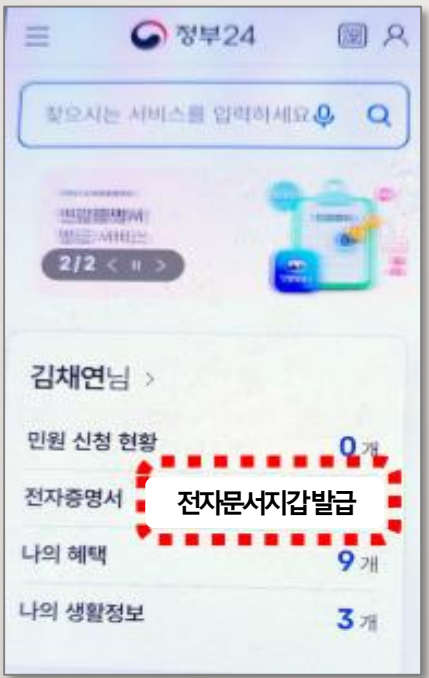 정부24
찾으시는 서비스를 입력하세요
2/2 < II >
김채연님 >
민원 신청 현황 0 개
전자증명서 전자문서지갑발급
나의 혜택 9 개
나의 생활정보 3 개